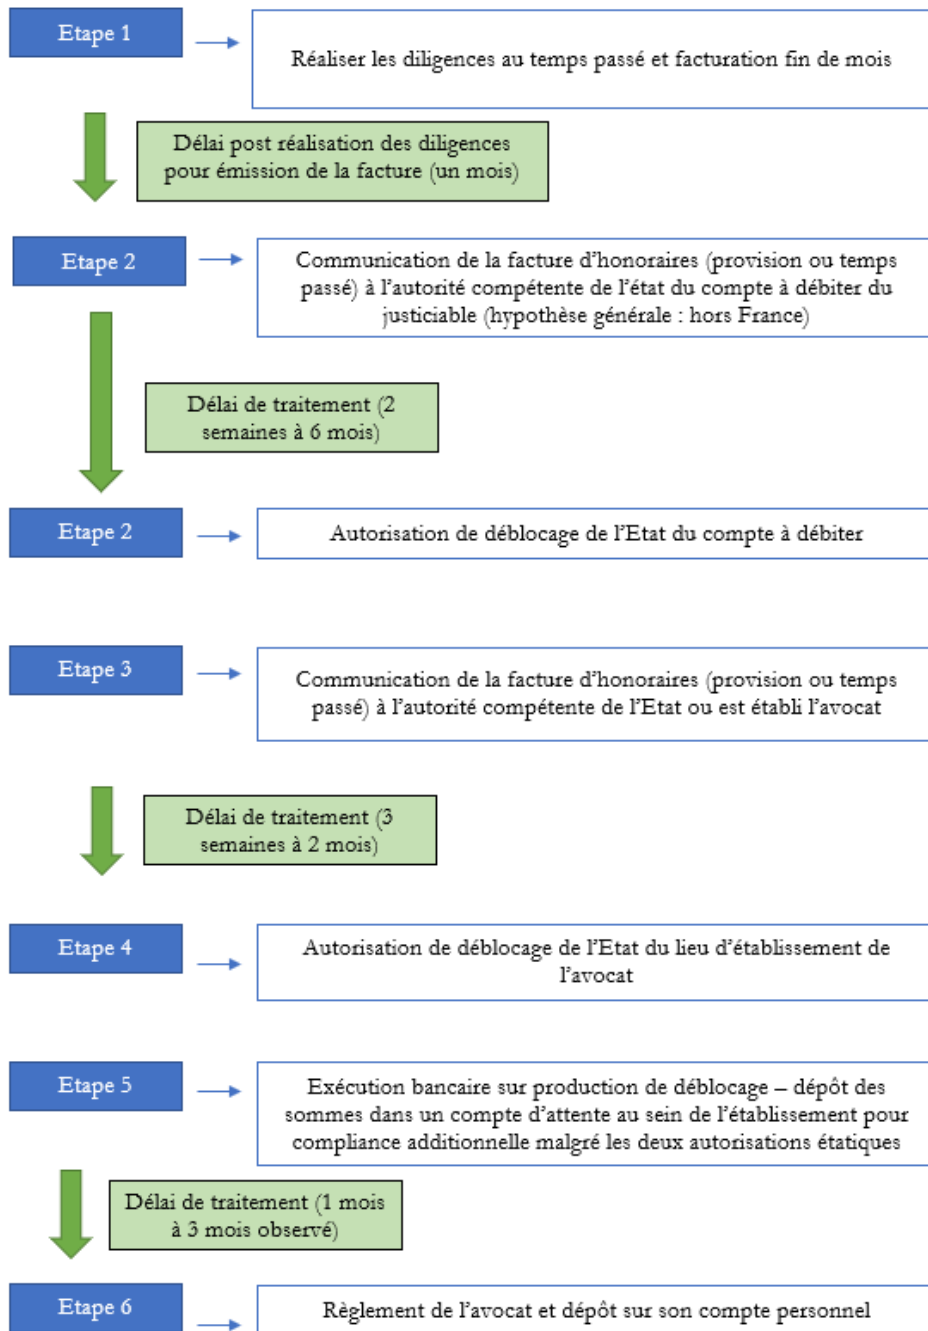 Etape 1
Réaliser les diligences au temps passé et facturation fin de mois
Délai post réalisation des diligences
pour émission de la facture (un mois)
Etape 2
Communication de la facture d'honoraires (provision ou temps
passé) à l'autorité compétente de l'état du compte à débiter du
justiciable (hypothèse générale : hors France)
Délai de traitement (2
semaines à 6 mois)
Etape 2
Autorisation de déblocage de l'Etat du compte à débiter
Etape 3
Communication de la facture d'honoraires (provision ou temps
passé) à l'autorité compétente de l'Etat ou est établi l'avocat
Délai de traitement (3
semaines à 2 mois)
Etape 4
Autorisation de déblocage de l'Etat du lieu d'établissement de
l'avocat
Etape 5
Exécution bancaire sur production de déblocage – dépôt des
sommes dans un compte d'attente au sein de l'établissement pour
compliance additionnelle malgré les deux autorisations étatiques
Délai de traitement (1 mois
à 3 mois observé)
Etape 6
Règlement de l'avocat et dépôt sur son compte personnel